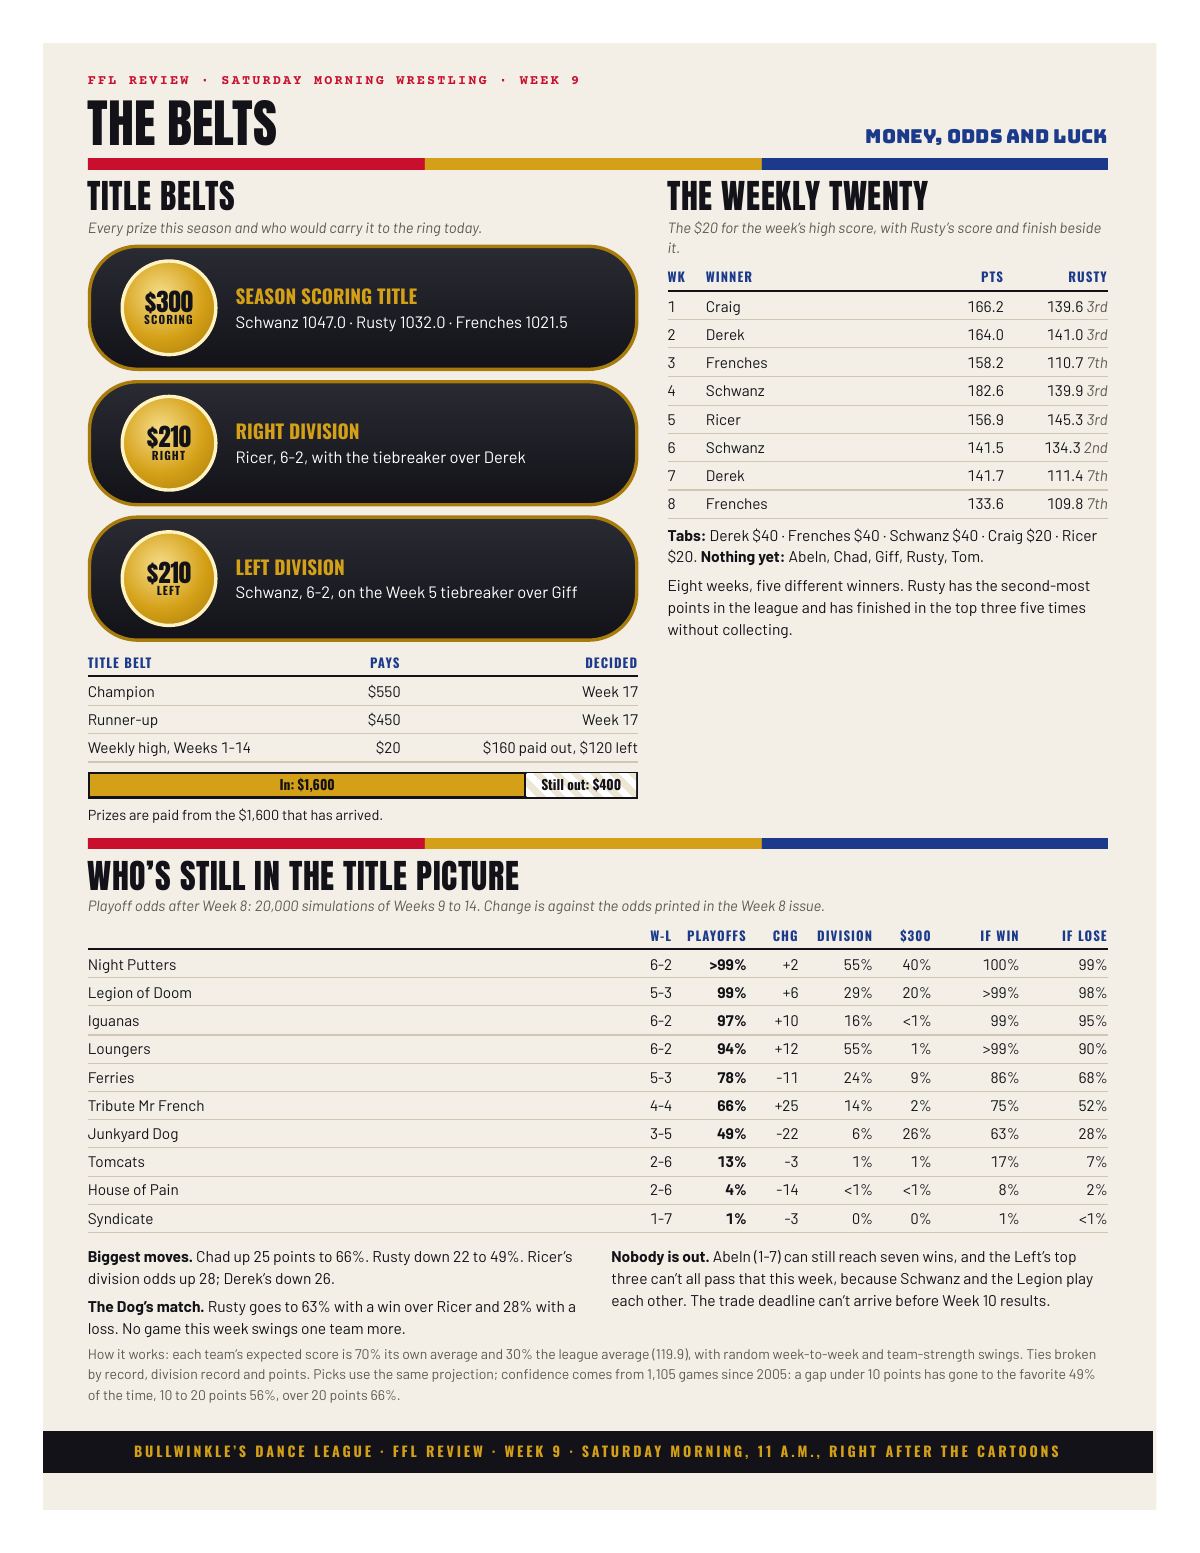 FFL REVIEW · SATURDAY MORNING WRESTLING · WEEK 9
THE BELTS
MONEY, ODDS AND LUCK
TITLE BELTS
Every prize this season and who would carry it to the ring today.
$300
SCORING
SEASON SCORING TITLE
Schwanz 1047.0 · Rusty 1032.0 · Frenches 1021.5
$210
RIGHT
RIGHT DIVISION
Ricer, 6-2, with the tiebreaker over Derek
$210
LEFT
LEFT DIVISION
Schwanz, 6-2, on the Week 5 tiebreaker over Giff
TITLE BELT PAYS DECIDED
Champion $550 Week 17
Runner-up $450 Week 17
Weekly high, Weeks 1-14 $20 $160 paid out, $120 left
In: $1,600 Still out: $400
Prizes are paid from the $1,600 that has arrived.
THE WEEKLY TWENTY
The $20 for the week's high score, with Rusty's score and finish beside
it.
WK WINNER PTS RUSTY
1 Craig 166.2 139.6 3rd
2 Derek 164.0 141.0 3rd
3 Frenches 158.2 110.7 7th
4 Schwanz 182.6 139.9 3rd
5 Ricer 156.9 145.3 3rd
6 Schwanz 141.5 134.3 2nd
7 Derek 141.7 111.4 7th
8 Frenches 133.6 109.8 7th
Tabs: Derek $40 · Frenches $40 · Schwanz $40 · Craig $20 · Ricer
$20. Nothing yet: Abeln, Chad, Giff, Rusty, Tom.
Eight weeks, five different winners. Rusty has the second-most
points in the league and has finished in the top three five times
without collecting.
WHO'S STILL IN THE TITLE PICTURE
Playoff odds after Week 8: 20,000 simulations of Weeks 9 to 14. Change is against the odds printed in the Week 8 issue.
W-L PLAYOFFS CHG DIVISION $300 IF WIN IF LOSE
Night Putters 6-2 >99% +2 55% 40% 100% 99%
Legion of Doom 5-3 99% +6 29% 20% >99% 98%
Iguanas 6-2 97% +10 16% <1% 99% 95%
Loungers 6-2 94% +12 55% 1% >99% 90%
Ferries 5-3 78% -11 24% 9% 86% 68%
Tribute Mr French 4-4 66% +25 14% 2% 75% 52%
Junkyard Dog 3-5 49% -22 6% 26% 63% 28%
Tomcats 2-6 13% -3 1% 1% 17% 7%
House of Pain 2-6 4% -14 <1% <1% 8% 2%
Syndicate 1-7 1% -3 0% 0% 1% <1%
Biggest moves. Chad up 25 points to 66%. Rusty down 22 to 49%. Ricer's
division odds up 28; Derek's down 26.
The Dog's match. Rusty goes to 63% with a win over Ricer and 28% with a
loss. No game this week swings one team more.
Nobody is out. Abeln (1-7) can still reach seven wins, and the Left's top
three can't all pass that this week, because Schwanz and the Legion play
each other. The trade deadline can't arrive before Week 10 results.
How it works: each team's expected score is 70% its own average and 30% the league average (119.9), with random week-to-week and team-strength swings. Ties broken
by record, division record and points. Picks use the same projection; confidence comes from 1,105 games since 2005: a gap under 10 points has gone to the favorite 49%
of the time, 10 to 20 points 56%, over 20 points 66%.
BULLWINKLE'S DANCE LEAGUE · FFL REVIEW · WEEK 9 · SATURDAY MORNING, 11 A.M., RIGHT AFTER THE CARTOONS